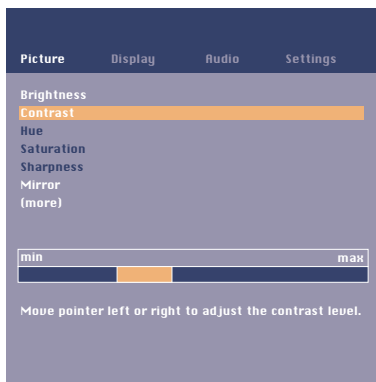 Picture Display Audio Settings
Brightness
Contrast
Hue
Saturation
Sharpness
Mirror
(more)
min max
Move pointer left or right to adjust the contrast level.